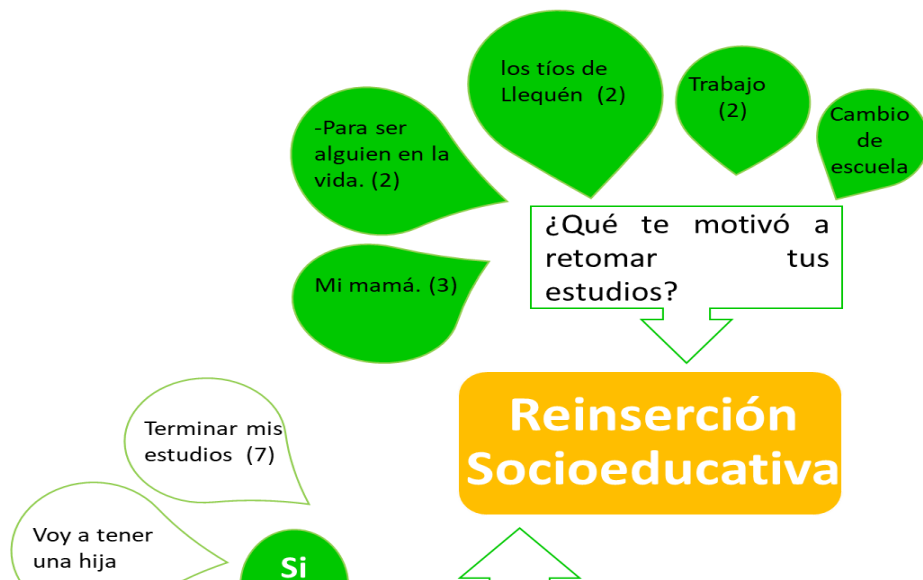 los tíos de
Llequén (2)
Trabajo
(2)
Cambio
de
escuela
-Para ser
alguien en la
vida. (2)
Mi mamá. (3)
¿Qué te motivó a
retomar tus
estudios?
Reinserción
Socioeducativa
Terminar mis
estudios (7)
Voy a tener
una hija
Si